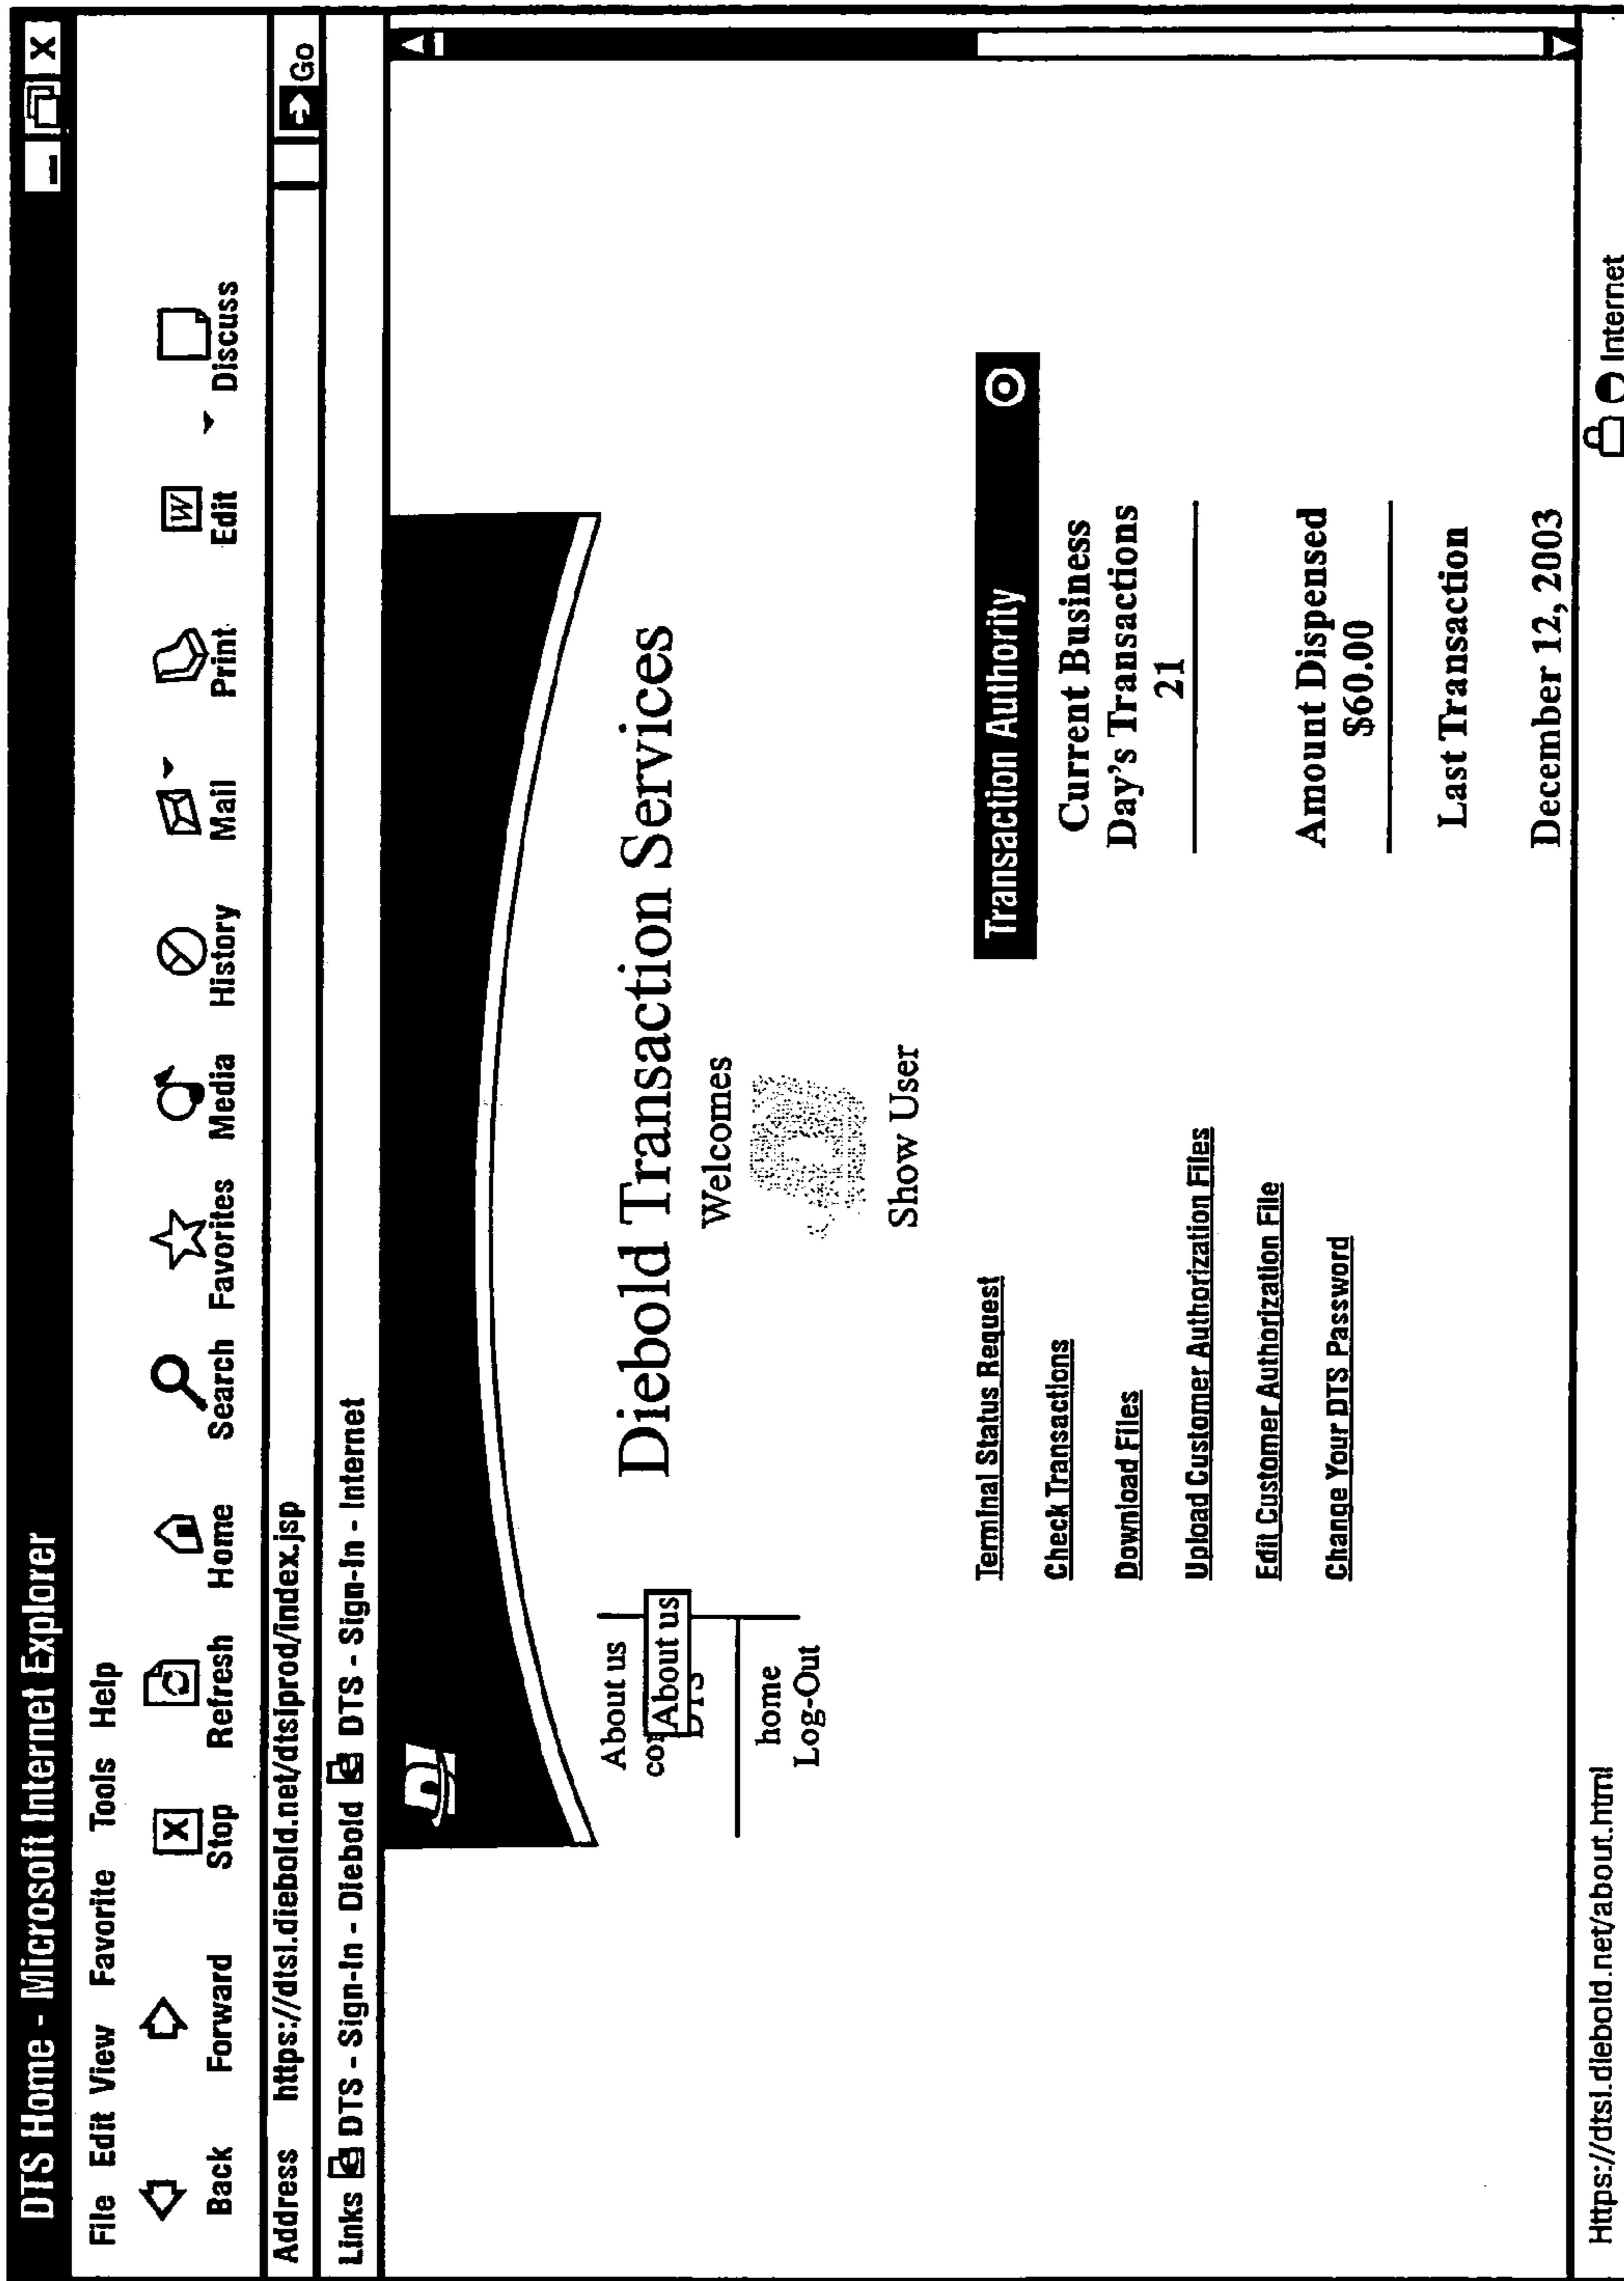 DTS Home - Microsoft Internet Explorer
File Edit View Favorite Tools Help
Back Forward Stop Refresh Home Search Favorites Media History Mail Print Edit Discuss
Address https://dtsl.diebold.net/dtslprod/index.jsp Go
Links DTS - Sign-In - Diebold DTS - Sign-In - Internet
Diebold Transaction Services
Welcomes
Show User
About us
About us
DTS
home
Log-Out
Terminal Status Request
Check Transactions
Download Files
Upload Customer Authorization Files
Edit Customer Authorization File
Change Your DTS Password
Transaction Authority
Current Business
Day's Transactions
21
Amount Dispensed
$60.00
Last Transaction
December 12, 2003
Https://dtsl.diebold.net/about.html Internet